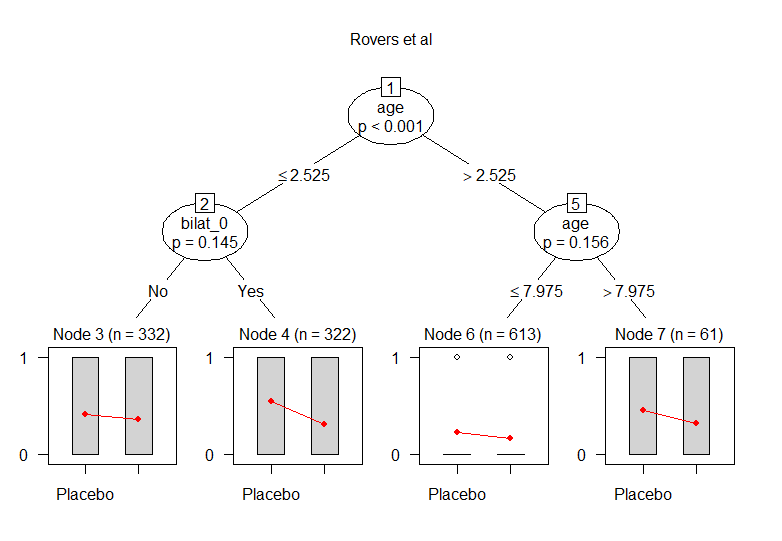 Rovers et al
1
age
p < 0.001
≤ 2.525
> 2.525
2
bilat_0
p = 0.145
5
age
p = 0.156
No
Yes
≤ 7.975
> 7.975
Node 3 (n = 332)
Node 4 (n = 322)
Node 6 (n = 613)
Node 7 (n = 61)
1
0
1
0
1
0
1
0
Placebo
Placebo
Placebo
Placebo